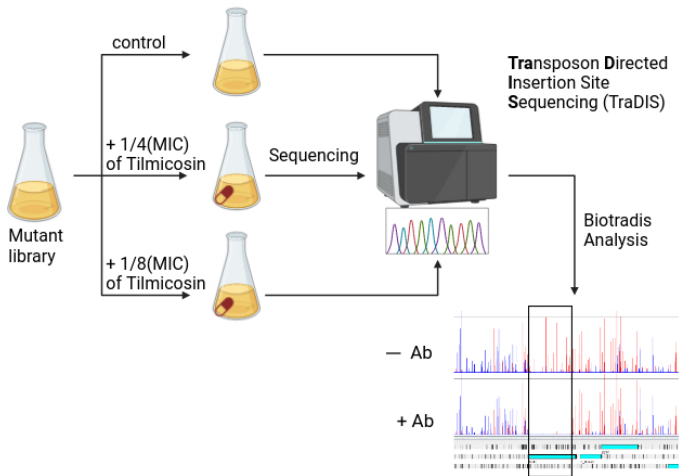 control
Transposon Directed
Insertion Site
Sequencing (TraDIS)
+ 1/4(MIC)
of Tilmicosin
Sequencing
Mutant
library
Biotradis
Analysis
+ 1/8(MIC)
of Tilmicosin
— Ab
+ Ab